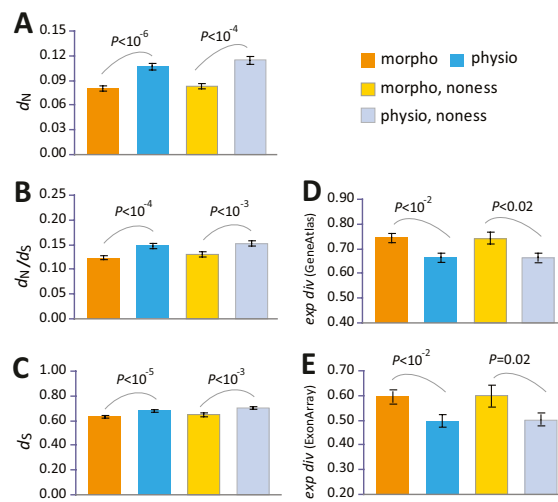 A
P<10-6
P<10-4
0.15
0.12
0.09
0.06
0.03
0.00
dN
morpho
physio
morpho, noness
physio, noness
B
P<10-4
P<10-3
0.25
0.20
0.15
0.10
0.05
0.00
dN/dS
C
P<10-5
P<10-3
1.00
0.80
0.60
0.40
0.20
0.00
dS
D
P<10-2
P<0.02
0.90
0.80
0.70
0.60
0.50
0.40
exp div (GeneAtlas)
E
P<10-2
P=0.02
0.70
0.60
0.50
0.40
0.30
0.20
exp div (ExonArray)